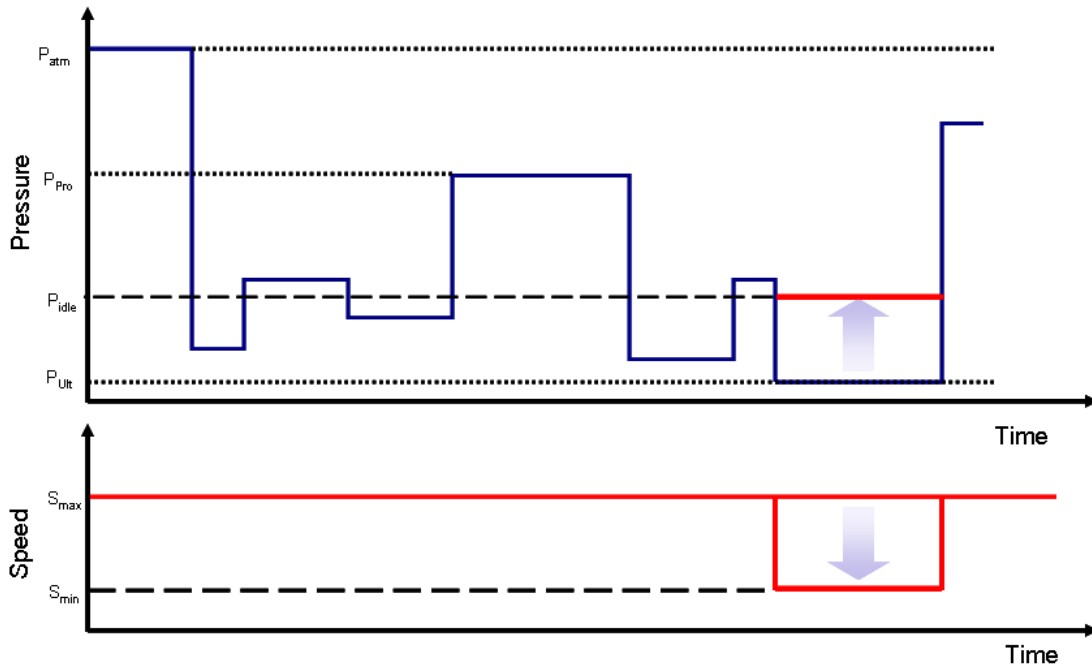 P_atm
P_Pro
Pressure
P_idle
P_Ult
Time
S_max
Speed
S_min
Time